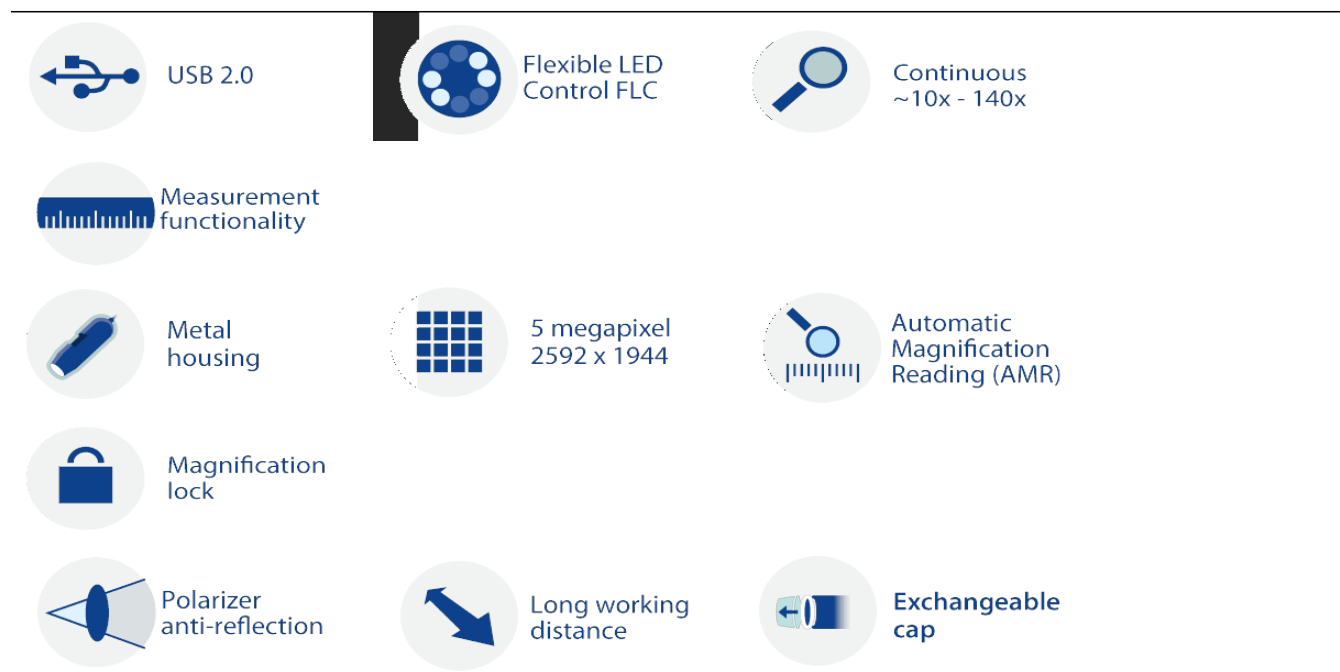 USB 2.0
Flexible LED
Control FLC
Continuous
~10x - 140x
Measurement
functionality
Metal
housing
5 megapixel
2592 x 1944
Automatic
Magnification
Reading (AMR)
Magnification
lock
Polarizer
anti-reflection
Long working
distance
Exchangeable
cap